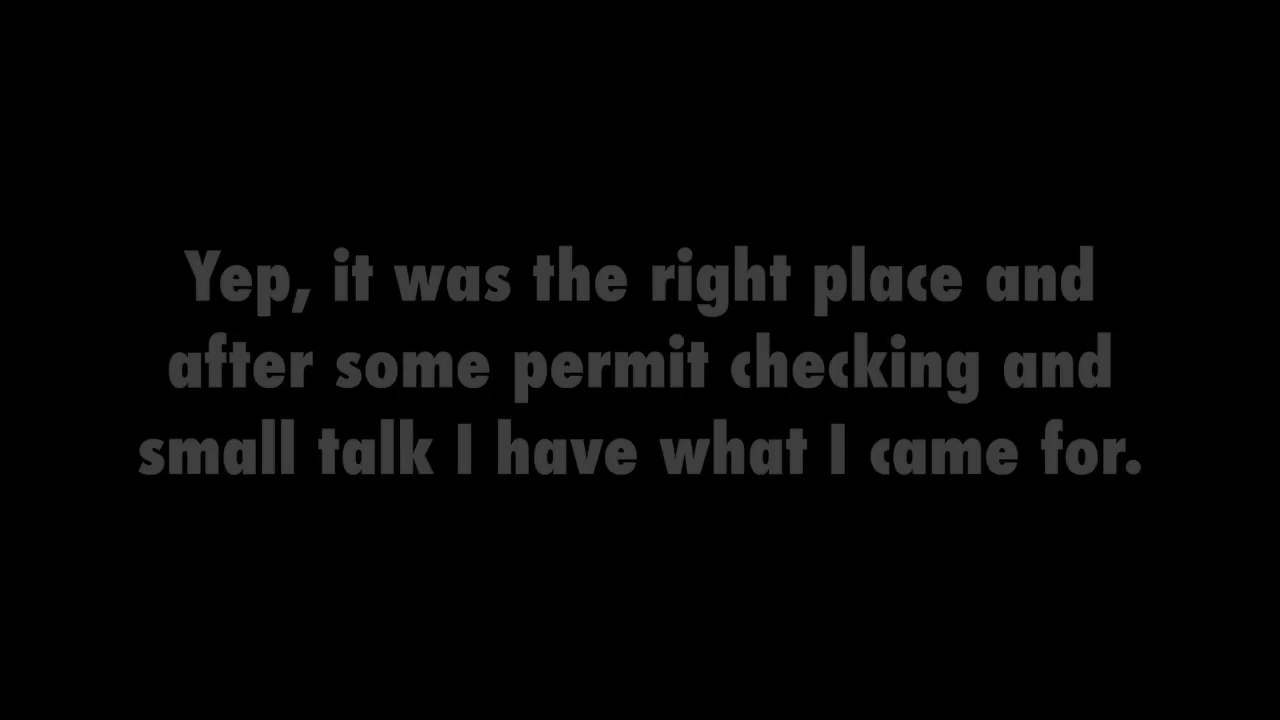 Yep, it was the right place and
after some permit checking and
small talk I have what I came for.